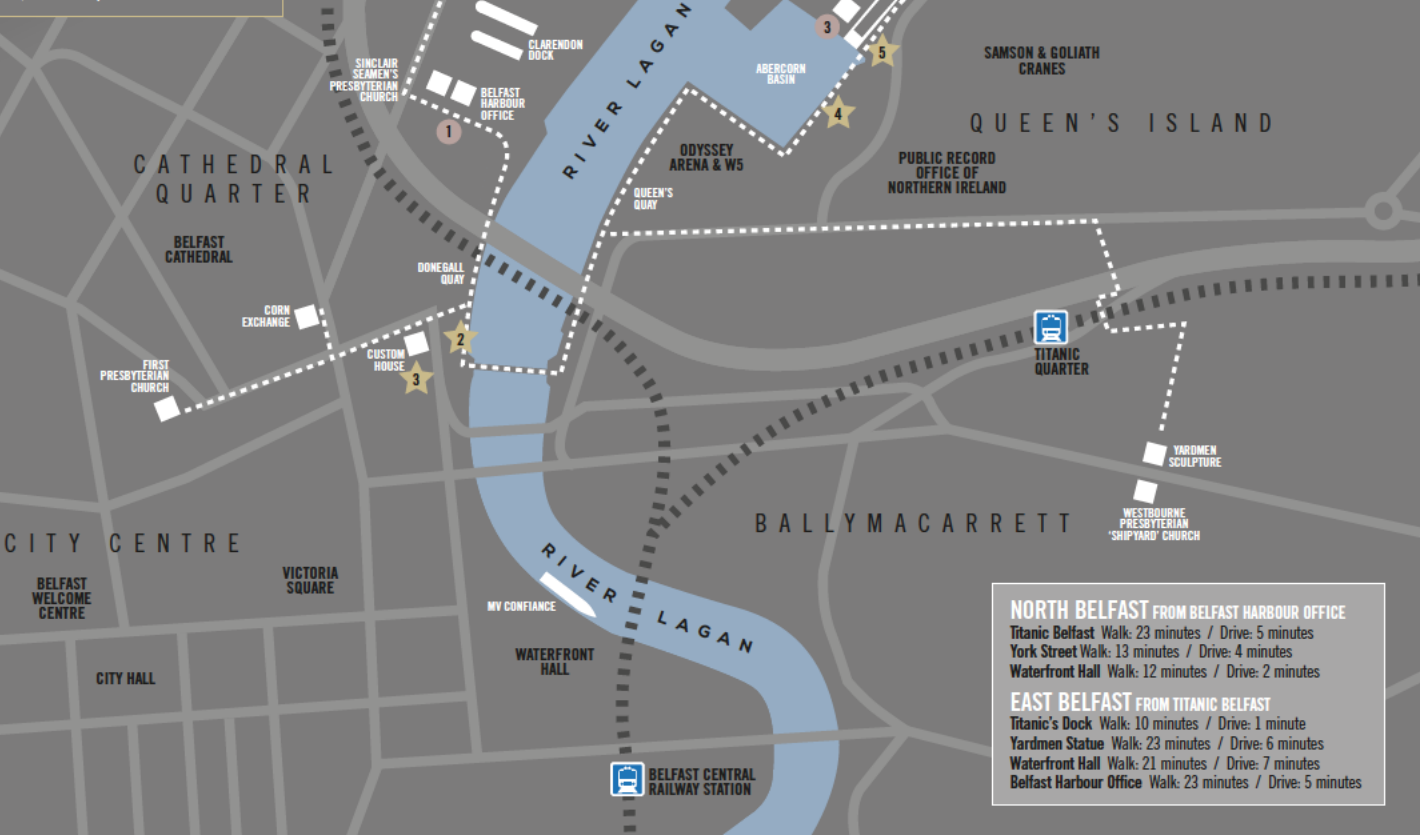 RIVER LAGAN
CLARENDON
DOCK
SINCLAIR
SEAMEN'S
PRESBYTERIAN
CHURCH
BELFAST
HARBOUR
OFFICE
1
3
5
4
ABERCORN
BASIN
SAMSON & GOLIATH
CRANES
QUEEN'S ISLAND
ODYSSEY
ARENA & W5
PUBLIC RECORD
OFFICE OF
NORTHERN IRELAND
QUEEN'S
QUAY
CATHEDRAL
QUARTER
BELFAST
CATHEDRAL
DONEGALL
QUAY
CORN
EXCHANGE
CUSTOM
HOUSE
2
3
FIRST
PRESBYTERIAN
CHURCH
TITANIC
QUARTER
YARDMEN
SCULPTURE
WESTBOURNE
PRESBYTERIAN
'SHIPYARD' CHURCH
BALLYMACARRETT
CITY CENTRE
BELFAST
WELCOME
CENTRE
VICTORIA
SQUARE
RIVER LAGAN
MV CONFIANCE
WATERFRONT
HALL
CITY HALL
BELFAST CENTRAL
RAILWAY STATION
NORTH BELFAST FROM BELFAST HARBOUR OFFICE
Titanic Belfast Walk: 23 minutes / Drive: 5 minutes
York Street Walk: 13 minutes / Drive: 4 minutes
Waterfront Hall Walk: 12 minutes / Drive: 2 minutes
EAST BELFAST FROM TITANIC BELFAST
Titanic's Dock Walk: 10 minutes / Drive: 1 minute
Yardmen Statue Walk: 23 minutes / Drive: 6 minutes
Waterfront Hall Walk: 21 minutes / Drive: 7 minutes
Belfast Harbour Office Walk: 23 minutes / Drive: 5 minutes